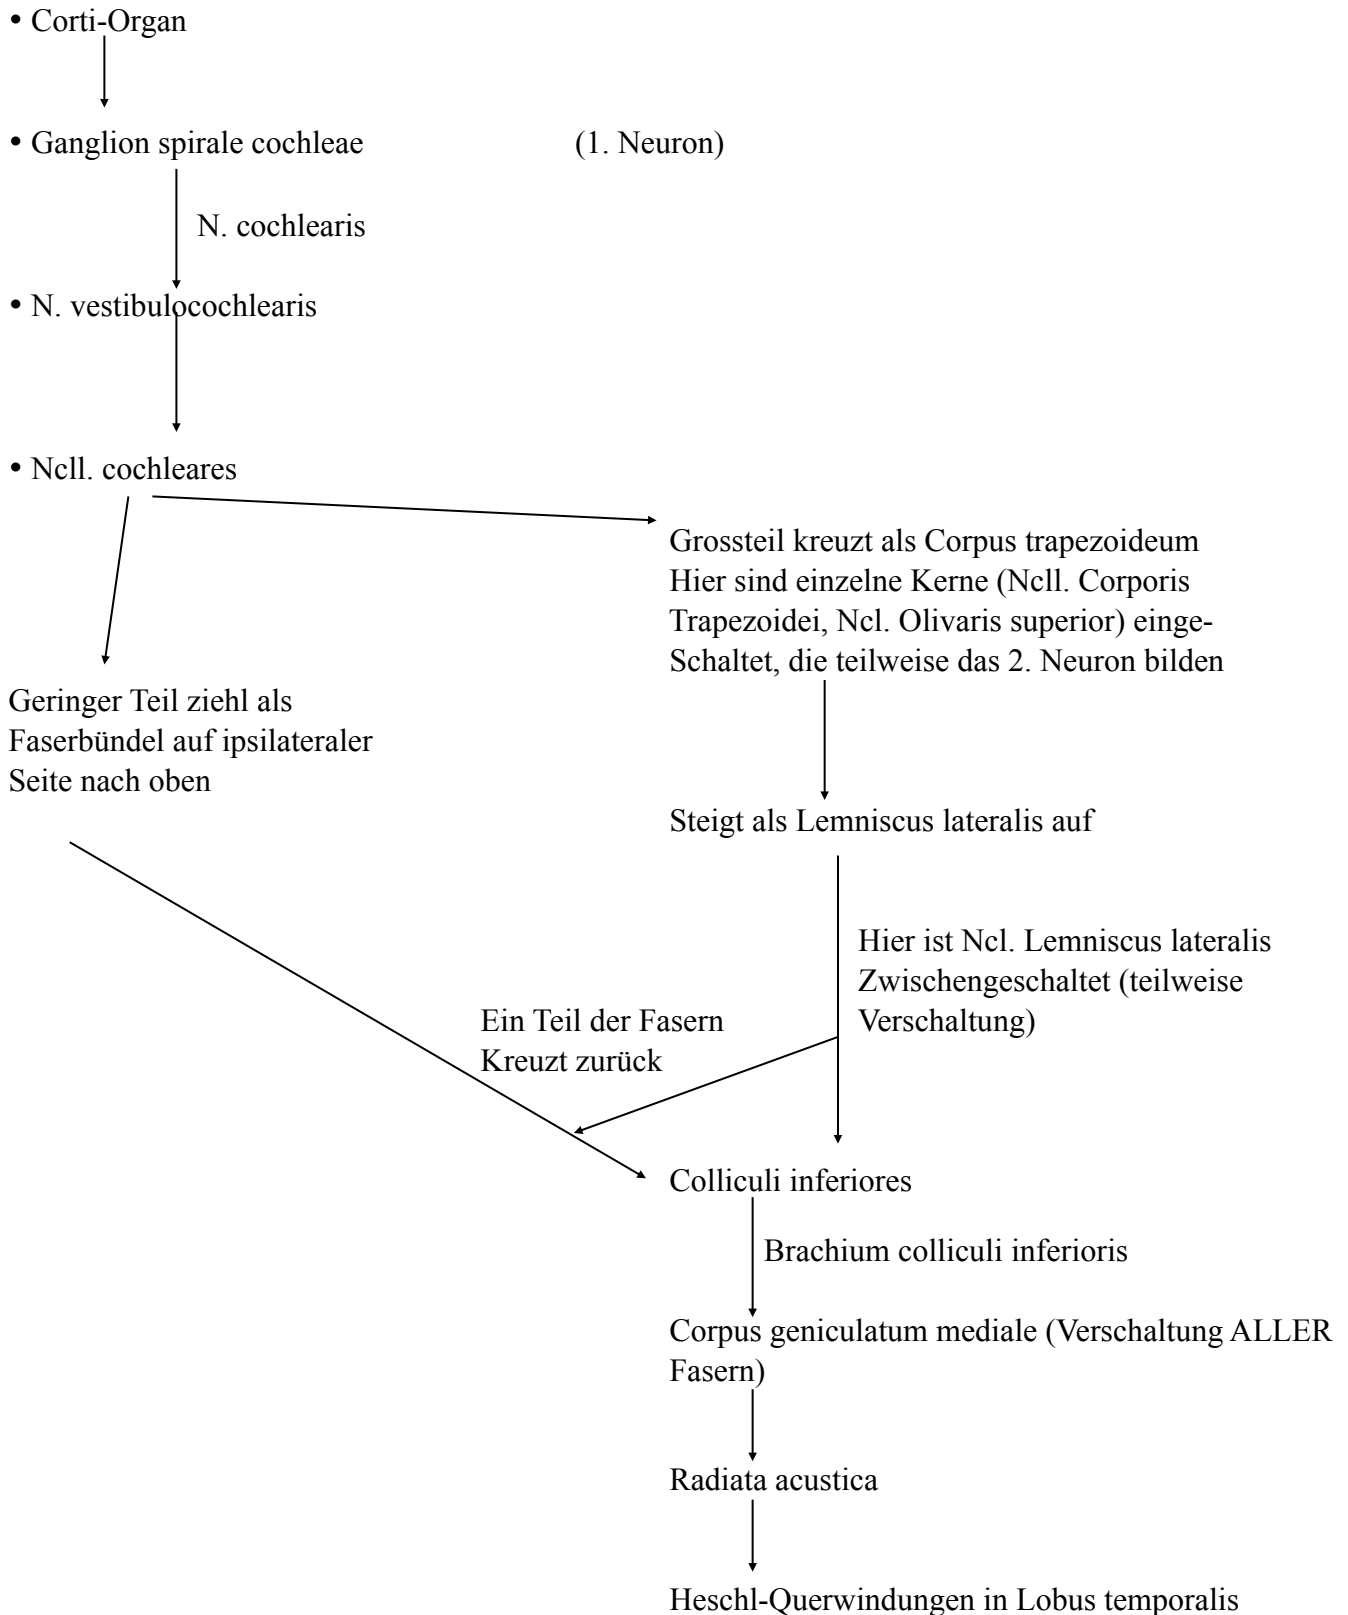 • Corti-Organ
• Ganglion spirale cochleae (1. Neuron)
N. cochlearis
• N. vestibulocochlearis
• Ncll. cochleares
Grossteil kreuzt als Corpus trapezoideum
Hier sind einzelne Kerne (Ncll. Corporis
Trapezoidei, Ncl. Olivaris superior) einge-
Schaltet, die teilweise das 2. Neuron bilden
Geringer Teil ziehl als
Faserbündel auf ipsilateraler
Seite nach oben
Steigt als Lemniscus lateralis auf
Hier ist Ncl. Lemniscus lateralis
Zwischengeschaltet (teilweise
Verschaltung)
Ein Teil der Fasern
Kreuzt zurück
Colliculi inferiores
Brachium colliculi inferioris
Corpus geniculatum mediale (Verschaltung ALLER
Fasern)
Radiata acustica
Heschl-Querwindungen in Lobus temporalis